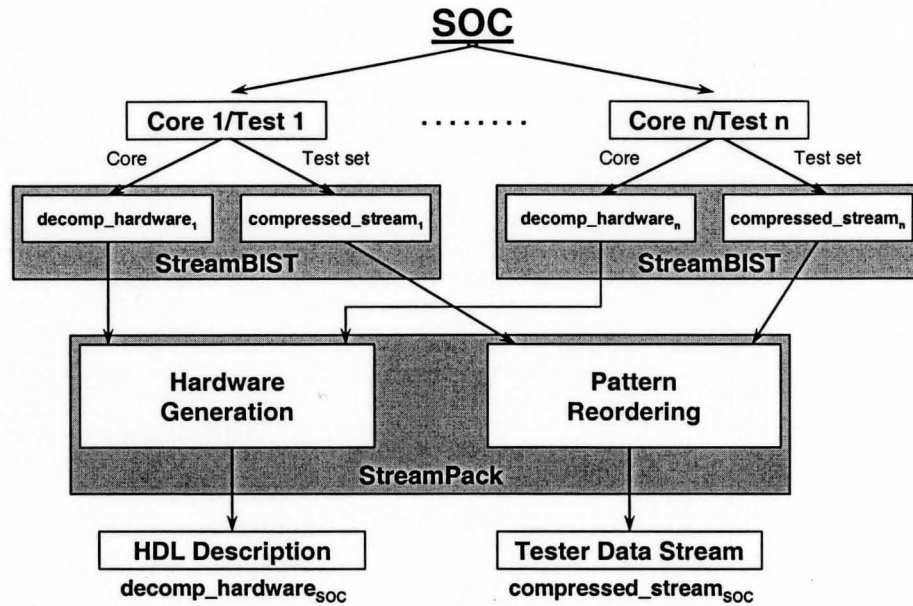 SOC
Core 1/Test 1
. . . . . . . .
Core n/Test n
Core
Test set
Core
Test set
decomp_hardware₁
compressed_stream₁
decomp_hardwareₙ
compressed_streamₙ
StreamBIST
StreamBIST
Hardware
Generation
Pattern
Reordering
StreamPack
HDL Description
Tester Data Stream
decomp_hardwareSOC
compressed_streamSOC